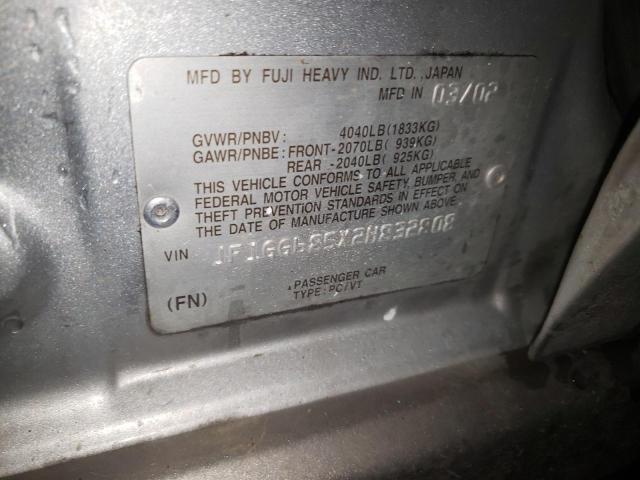 MFD BY FUJI HEAVY IND. LTD., JAPAN
MFD IN 03/02
GVWR/PNBV: 4040LB(1833KG)
GAWR/PNBE: FRONT-2070LB( 939KG)
REAR -2040LB( 925KG)
THIS VEHICLE CONFORMS TO ALL APPLICABLE
FEDERAL MOTOR VEHICLE SAFETY, BUMPER, AND
THEFT PREVENTION STANDARDS IN EFFECT ON
THE DATE OF MANUFACTURE SHOWN ABOVE.
VIN
PASSENGER CAR
(FN) TYPE:PC/VT